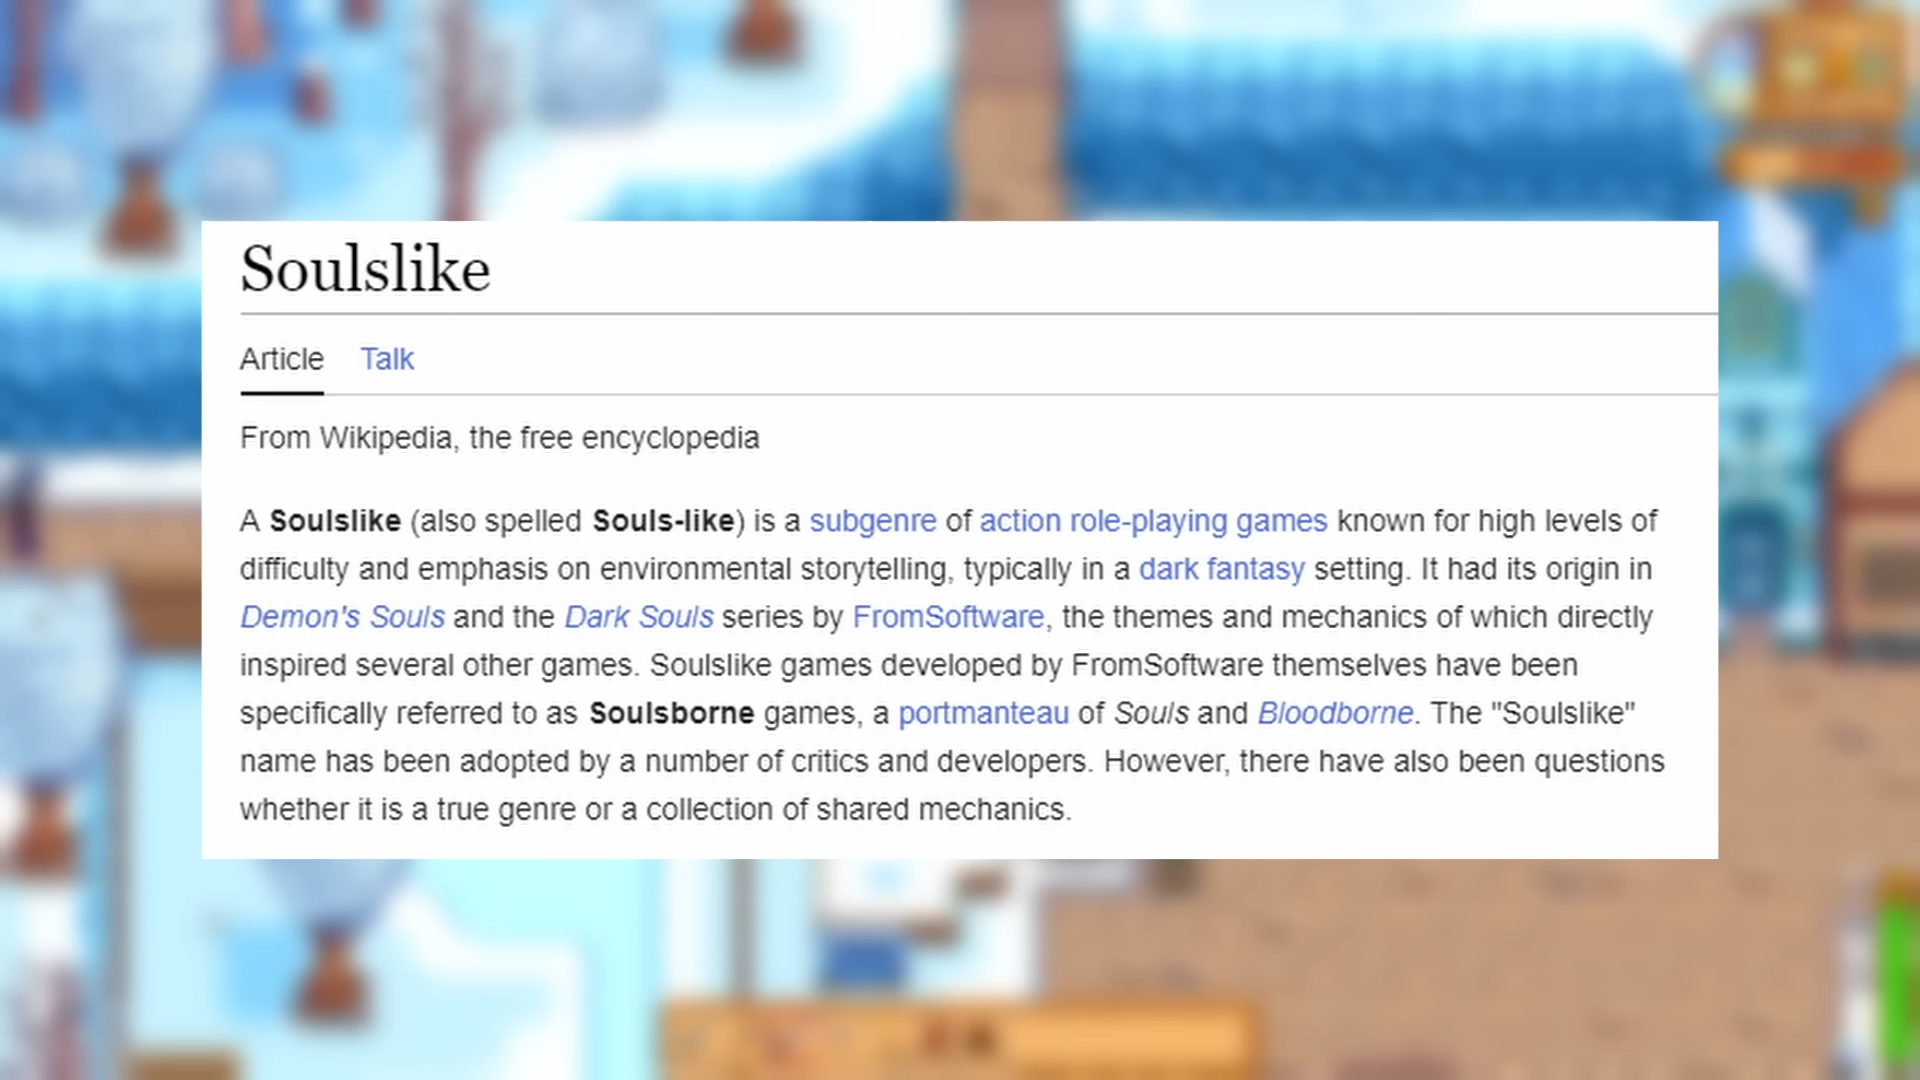 Soulslike
Article Talk
From Wikipedia, the free encyclopedia
A Soulslike (also spelled Souls-like) is a subgenre of action role-playing games known for high levels of
difficulty and emphasis on environmental storytelling, typically in a dark fantasy setting. It had its origin in
Demon's Souls and the Dark Souls series by FromSoftware, the themes and mechanics of which directly
inspired several other games. Soulslike games developed by FromSoftware themselves have been
specifically referred to as Soulsborne games, a portmanteau of Souls and Bloodborne. The "Soulslike"
name has been adopted by a number of critics and developers. However, there have also been questions
whether it is a true genre or a collection of shared mechanics.